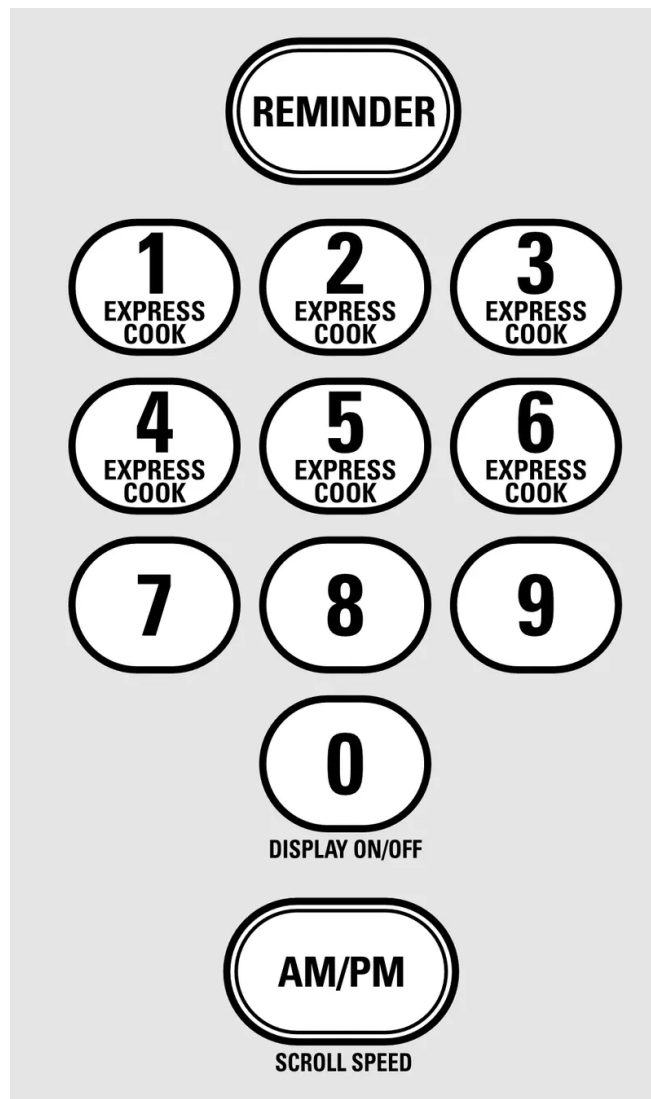 REMINDER
1 2 3
EXPRESS COOK EXPRESS COOK EXPRESS COOK
4 5 6
EXPRESS COOK EXPRESS COOK EXPRESS COOK
7 8 9
0
DISPLAY ON/OFF
AM/PM
SCROLL SPEED